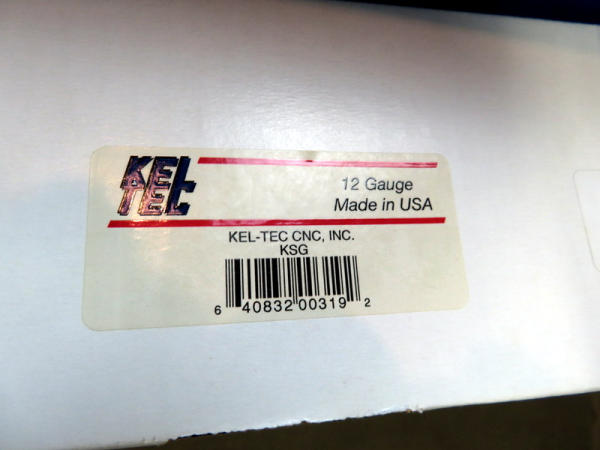 KEL
TEC
12 Gauge
Made in USA
KEL-TEC CNC, INC.
KSG
6 40832 00319 2